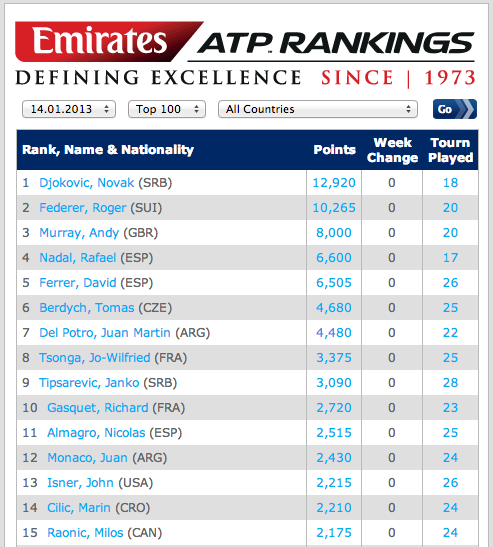 Emirates ATP RANKINGS
DEFINING EXCELLENCE SINCE | 1973
14.01.2013 Top 100 All Countries Go
Rank, Name & Nationality Points Week Change Tourn Played
1 Djokovic, Novak (SRB) 12,920 0 18
2 Federer, Roger (SUI) 10,265 0 20
3 Murray, Andy (GBR) 8,000 0 20
4 Nadal, Rafael (ESP) 6,600 0 17
5 Ferrer, David (ESP) 6,505 0 26
6 Berdych, Tomas (CZE) 4,680 0 25
7 Del Potro, Juan Martin (ARG) 4,480 0 22
8 Tsonga, Jo-Wilfried (FRA) 3,375 0 25
9 Tipsarevic, Janko (SRB) 3,090 0 28
10 Gasquet, Richard (FRA) 2,720 0 23
11 Almagro, Nicolas (ESP) 2,515 0 25
12 Monaco, Juan (ARG) 2,430 0 24
13 Isner, John (USA) 2,215 0 26
14 Cilic, Marin (CRO) 2,210 0 24
15 Raonic, Milos (CAN) 2,175 0 24